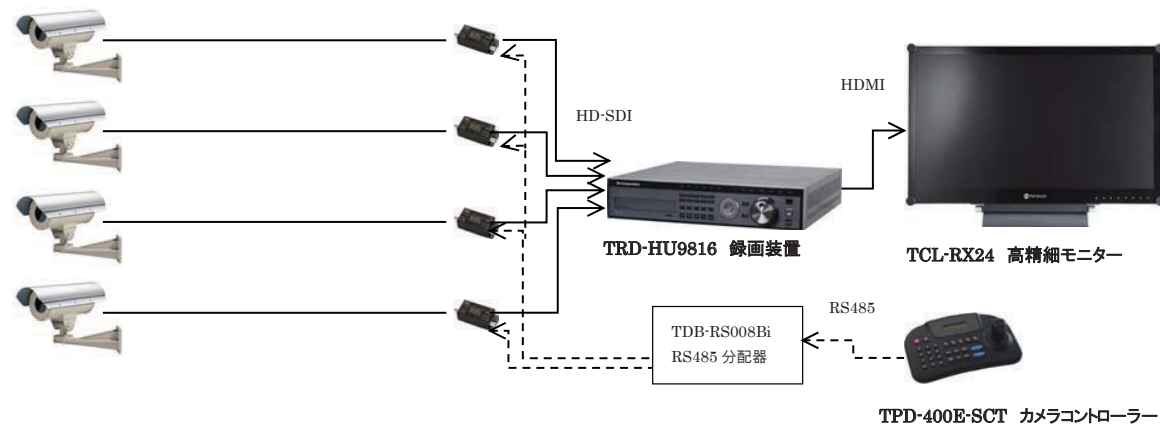 HDMI
HD-SDI
TRD-HU9816 録画装置
TCL-RX24 高精細モニター
RS485
TDB-RS008Bi
RS485 分配器
TPD-400E-SCT カメラコントローラー